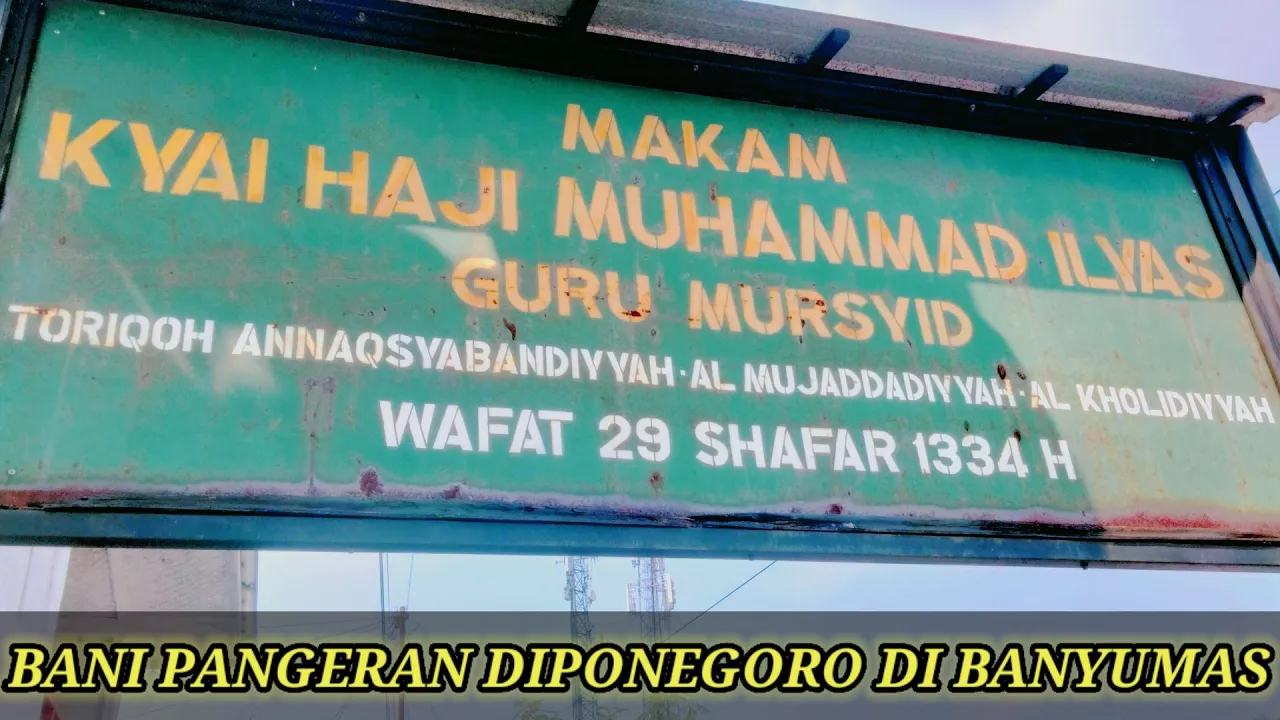 MAKAM
KYAI HAJI MUHAMMAD ILYAS
GURU MURSYID
TORIQOH ANNAQSYABANDIYYAH·AL MUJADDADIYYAH·AL KHOLIDIYYAH
WAFAT 29 SHAFAR 1334 H
BANI PANGERAN DIPONEGORO DI BANYUMAS